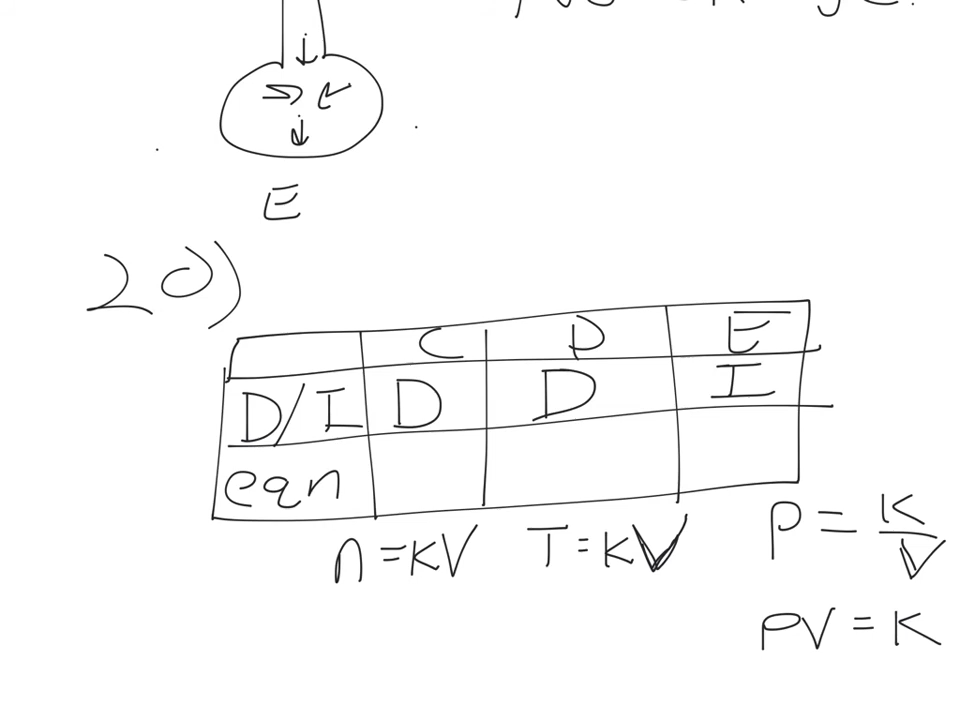 E
20)
C D E
D/I D D I
eqn
n = KV T = KV P = K/V
PV = K